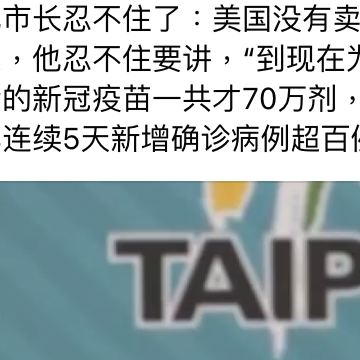 市长忍不住了：美国没有卖
，他忍不住要讲，“到现在
的新冠疫苗一共才70万剂，
连续5天新增确诊病例超百
TAIP